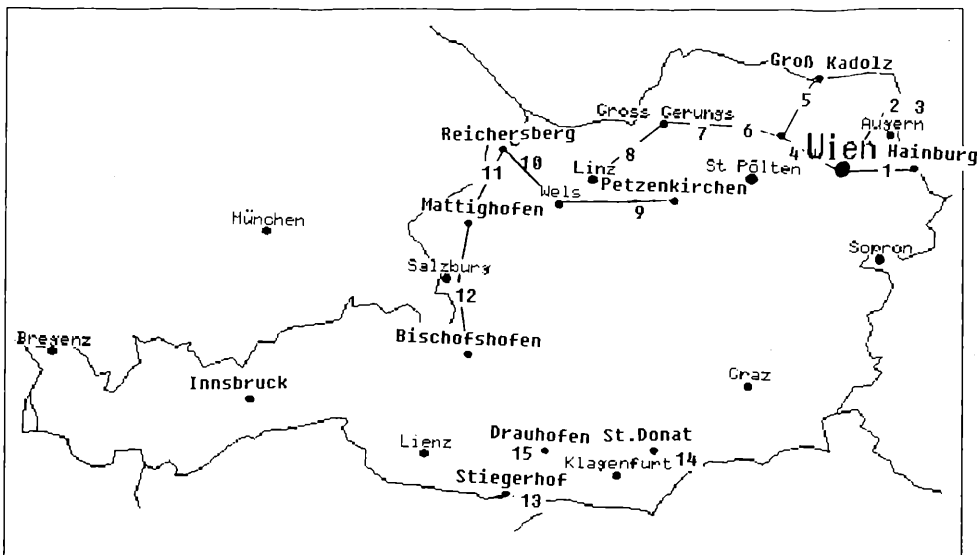 Groß Kadolz
5
2 3
Gross Gerungs
7 6
Augern
Reichersberg
8
4
Wien
Hainburg
10
Linz
St Pölten
1
11
Wels
Petzenkirchen
Mattighofen
9
München
Sopron
Salzburg
12
Bregenz
Bischofshofen
Innsbruck
Graz
Lienz
Drauhofen St.Donat
15
Klagenfurt
14
Stiegerhof
13